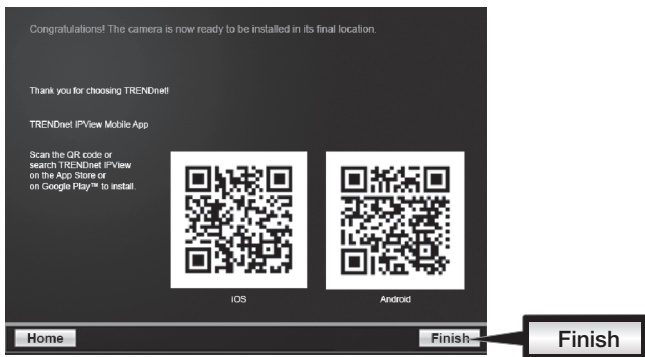 Congratulations! The camera is now ready to be installed in its final location.
Thank you for choosing TRENDnet!
TRENDnet IPView Mobile App
Scan the QR code or
search TRENDnet IPView
on the App Store or
on Google Play™ to install.
iOS
Android
Home
Finish
Finish